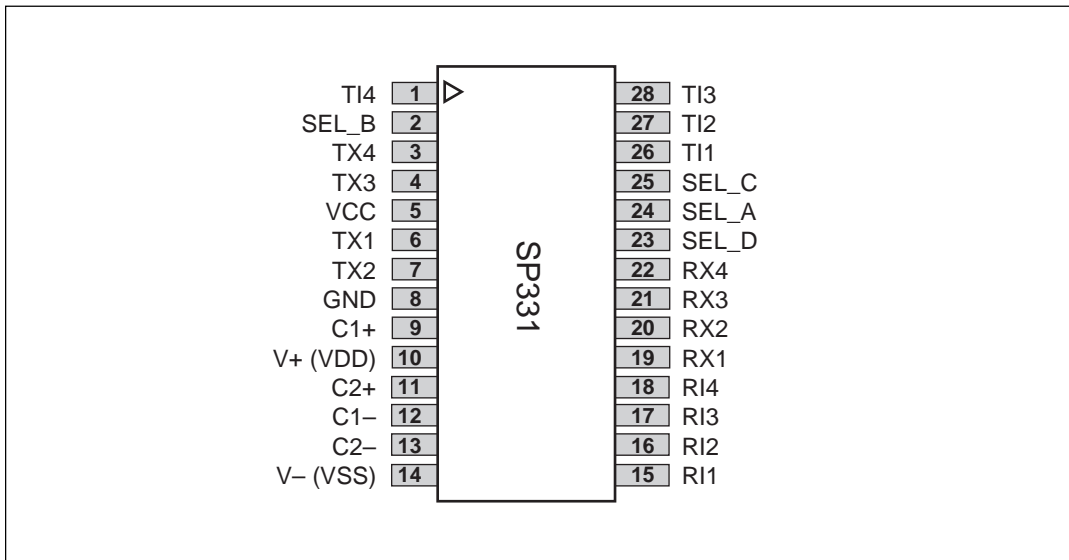 TI4 1
SEL_B 2
TX4 3
TX3 4
VCC 5
TX1 6
TX2 7
GND 8
C1+ 9
V+ (VDD) 10
C2+ 11
C1– 12
C2– 13
V– (VSS) 14
SP331
28 TI3
27 TI2
26 TI1
25 SEL_C
24 SEL_A
23 SEL_D
22 RX4
21 RX3
20 RX2
19 RX1
18 RI4
17 RI3
16 RI2
15 RI1